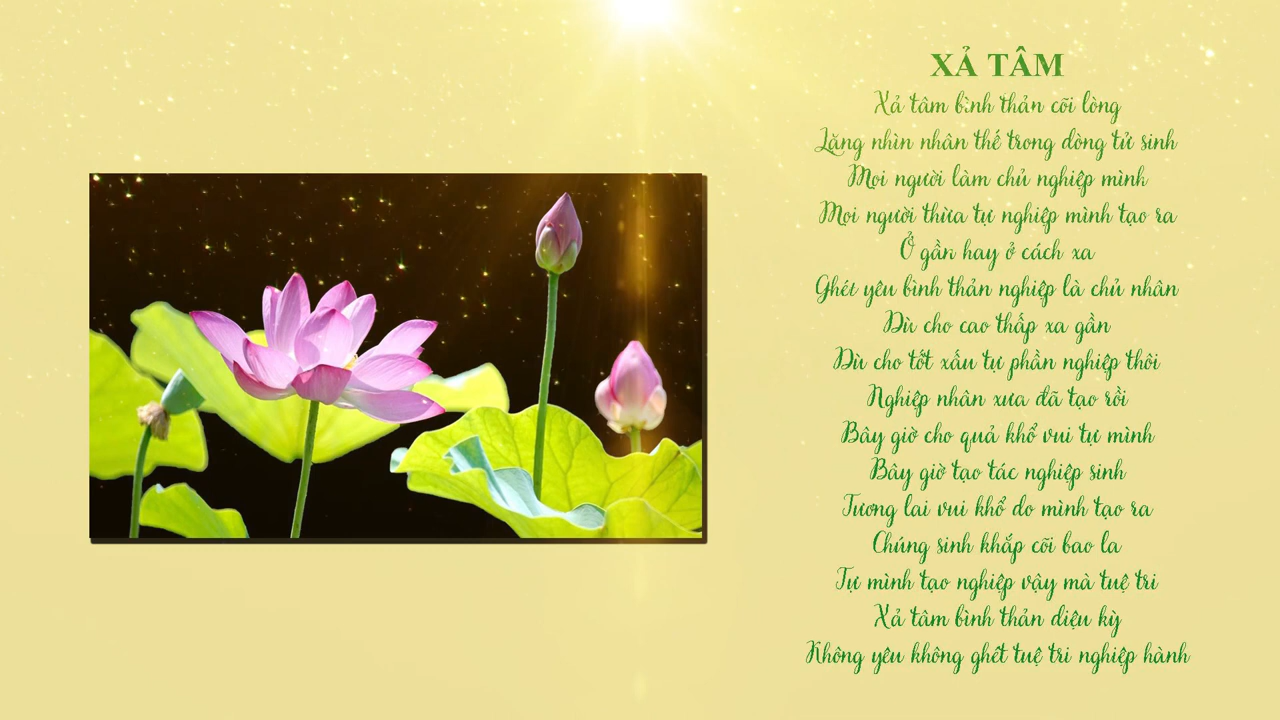 XẢ TÂM
Xả tâm bình thản cõi lòng
Lặng nhìn nhân thế trong dòng tử sinh
Mọi người làm chủ nghiệp mình
Mọi người thừa tự nghiệp mình tạo ra
Ở gần hay ở cách xa
Ghét yêu bình thản nghiệp là chủ nhân
Dù cho cao thấp xa gần
Dù cho tốt xấu tự phần nghiệp thôi
Nghiệp nhân xưa đã tạo rồi
Bây giờ cho quả khổ vui tự mình
Bây giờ tạo tác nghiệp sinh
Tương lai vui khổ do mình tạo ra
Chúng sinh khắp cõi bao la
Tự mình tạo nghiệp vậy mà tuệ tri
Xả tâm bình thản diệu kỳ
Không yêu không ghét tuệ tri nghiệp hành